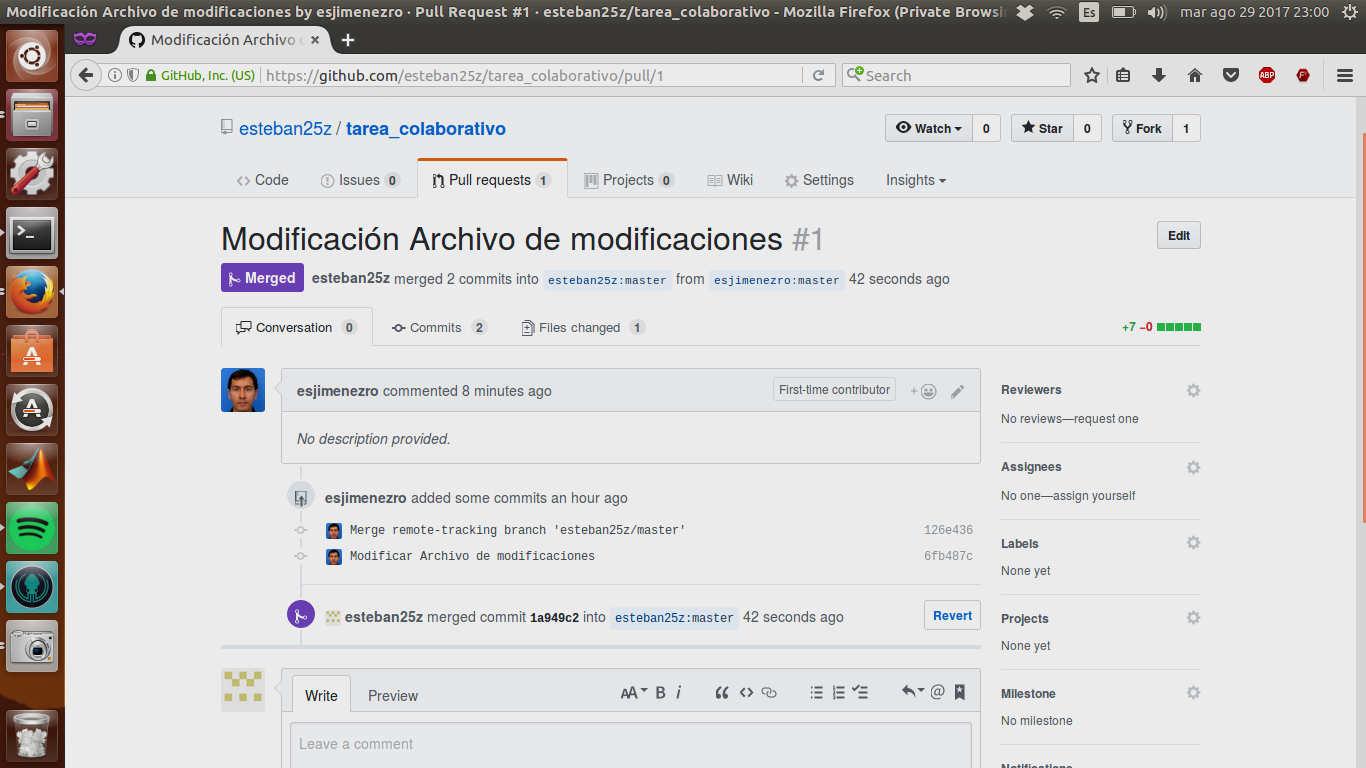 Modificación Archivo de modificaciones by esjimenezro · Pull Request #1 · esteban25z/tarea_colaborativo - Mozilla Firefox (Private Browsin
Es
mar ago 29 2017 23:00
Modificación Archivo
GitHub, Inc. (US)
https://github.com/esteban25z/tarea_colaborativo/pull/1
Search
ABP
esteban25z / tarea_colaborativo
Watch 0
Star 0
Fork 1
Code
Issues 0
Pull requests 1
Projects 0
Wiki
Settings
Insights
Modificación Archivo de modificaciones #1
Edit
Merged
esteban25z merged 2 commits into esteban25z:master from esjimenezro:master 42 seconds ago
Conversation 0
Commits 2
Files changed 1
+7 −0
esjimenezro commented 8 minutes ago
First-time contributor
No description provided.
esjimenezro added some commits an hour ago
Merge remote-tracking branch 'esteban25z/master' 126e436
Modificar Archivo de modificaciones 6fb487c
esteban25z merged commit 1a949c2 into esteban25z:master 42 seconds ago
Revert
Write
Preview
AA B i
Leave a comment
Reviewers
No reviews—request one
Assignees
No one—assign yourself
Labels
None yet
Projects
None yet
Milestone
No milestone
Notifications